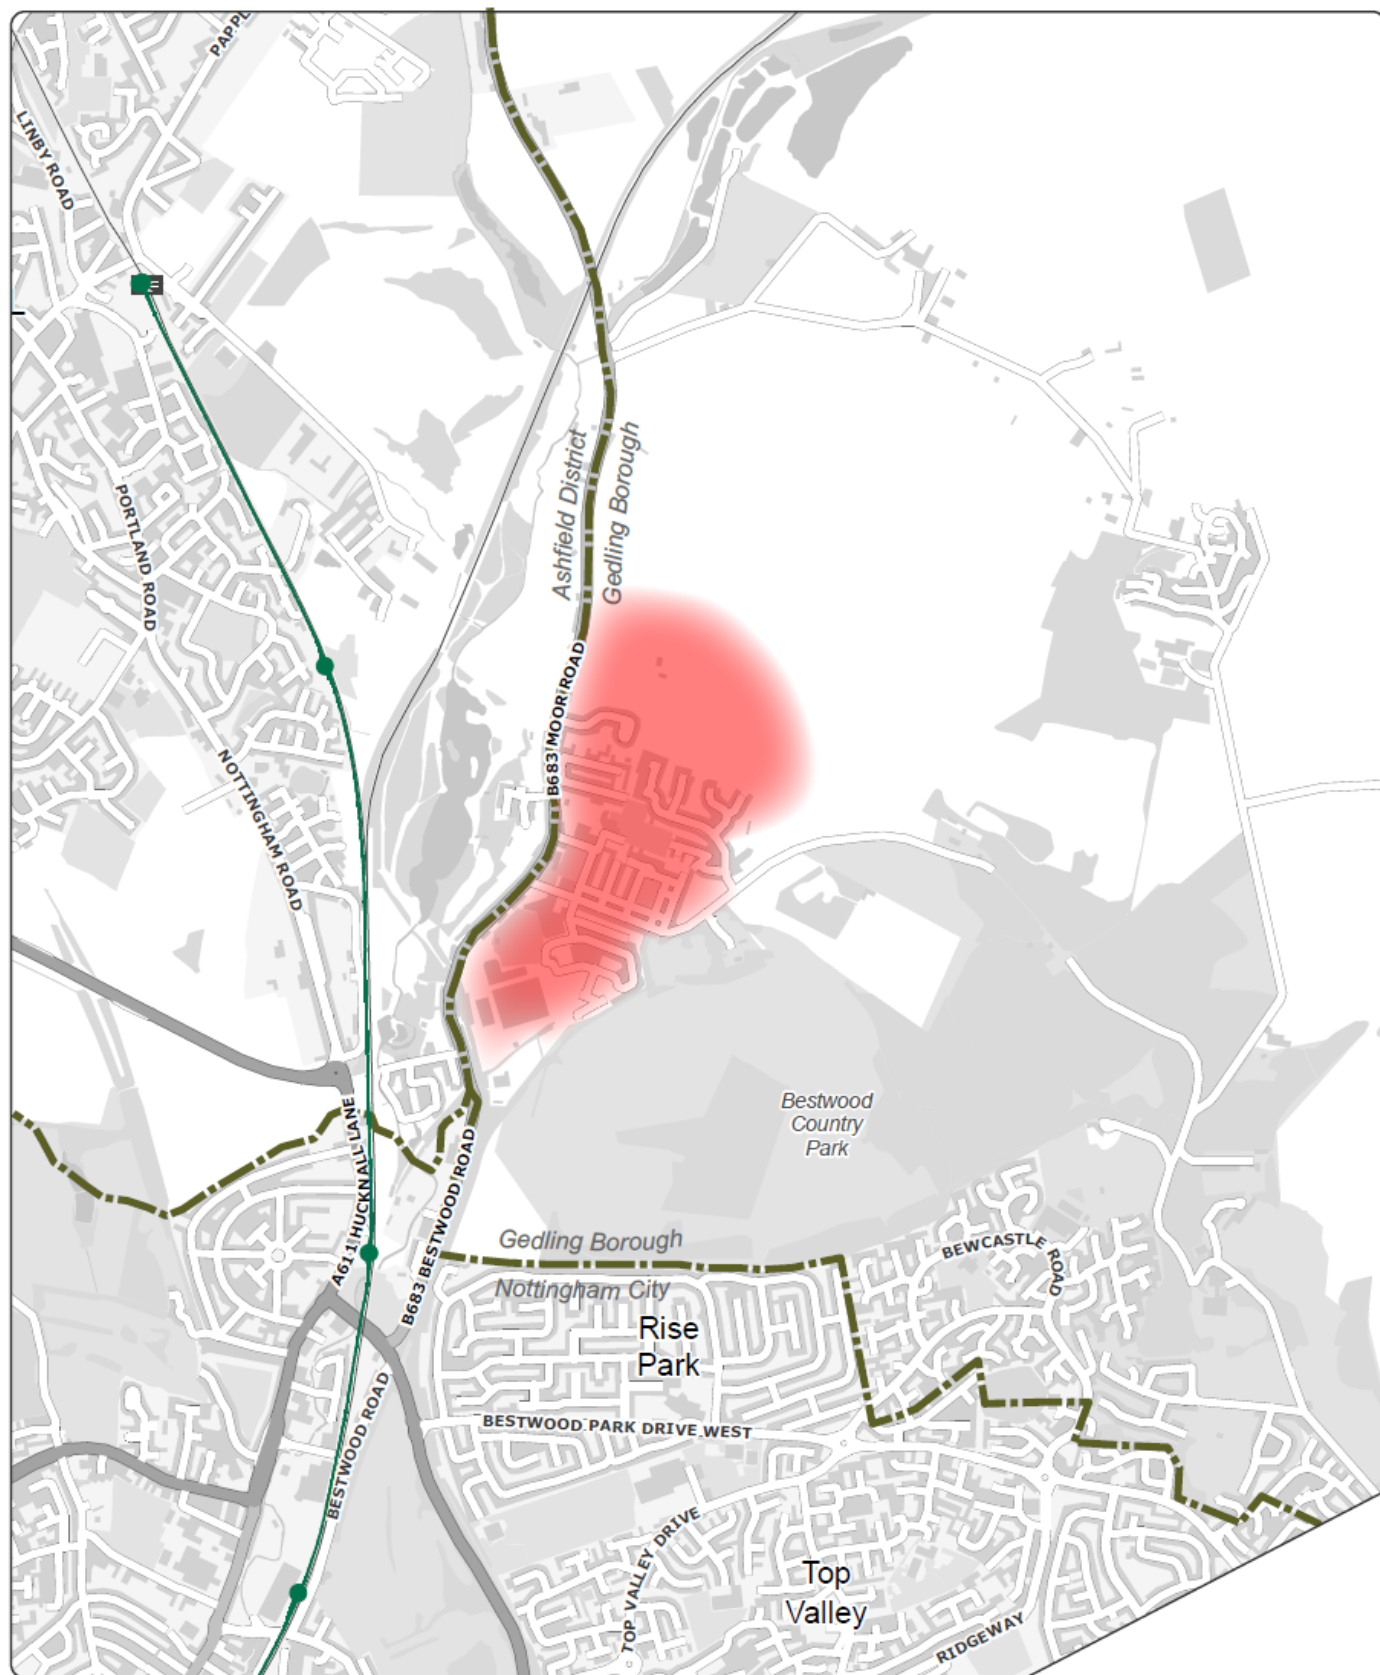 PAPPL
LINBY ROAD
Ashfield District
Gedling Borough
PORTLAND ROAD
B683 MOOR ROAD
NOTTINGHAM ROAD
Bestwood
Country
Park
A611 HUCKNALL LANE
B683 BESTWOOD ROAD
Gedling Borough
Nottingham City
BEWCASTLE ROAD
Rise
Park
BESTWOOD ROAD
BESTWOOD PARK DRIVE WEST
TOP VALLEY DRIVE
Top
Valley
RIDGEWAY